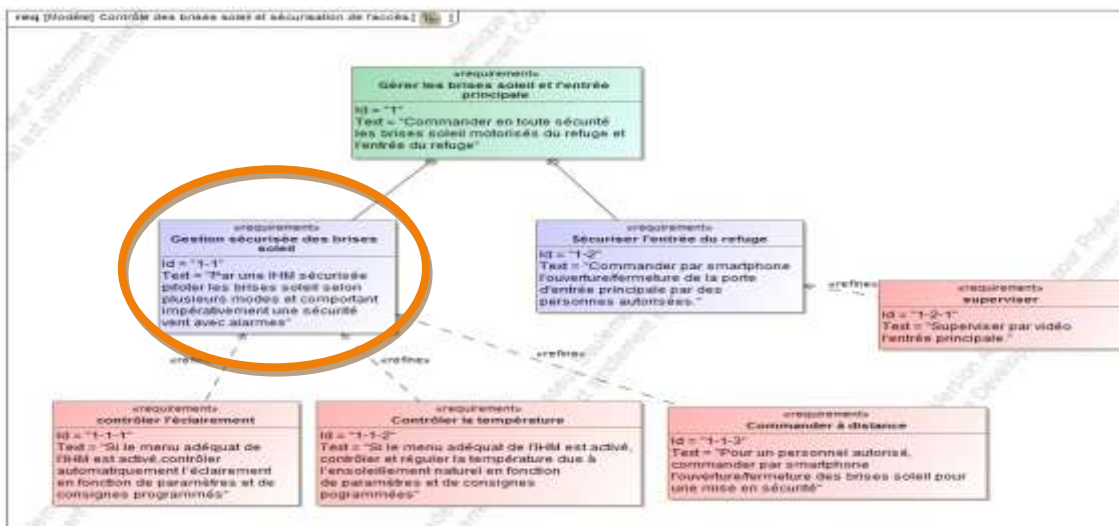 req [Modèle] Contrôle des brises soleil et sécurisation de l'accès [
«requirement»
Gérer les brises soleil et l'entrée
principale
Id = "1"
Text = "Commander en toute sécurité
les brises soleil motorisés du refuge et
l'entrée du refuge"
«requirement»
Gestion sécurisée des brises
soleil
Id = "1-1"
Text = "Par une IHM sécurisée
piloter les brises soleil selon
plusieurs modes et comportant
impérativement une sécurité
vent avec alarmes"
«requirement»
Sécuriser l'entrée du refuge
Id = "1-2"
Text = "Commander par smartphone
l'ouverture/fermeture de la porte
d'entrée principale par des
personnes autorisées."
«refine»
«requirement»
superviser
Id = "1-2-1"
Text = "Superviser par vidéo
l'entrée principale."
«refine»
«refine»
«requirement»
contrôler l'éclairement
Id = "1-1-1"
Text = "Si le menu adéquat de
l'IHM est activé,contrôler
automatiquement l'éclairement
en fonction de paramètres et de
consignes programmés"
«requirement»
Contrôler la température
Id = "1-1-2"
Text = "Si le menu adéquat de l'IHM est activé,
contrôler et réguler la température due à
l'ensoleillement naturel en fonction
de paramètres et de consignes
pogrammées"
«requirement»
Commander à distance
Id = "1-1-3"
Text = "Pour un personnel autorisé,
commander par smartphone
l'ouverture/fermeture des brises soleil pour
une mise en sécurité"